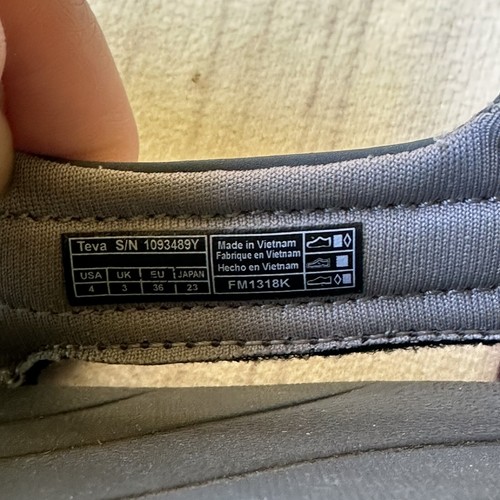 Teva S/N 1093489Y
USA UK EU JAPAN
4 3 36 23
Made in Vietnam
Fabrique en Vietnam
Hecho en Vietnam
FM1318K